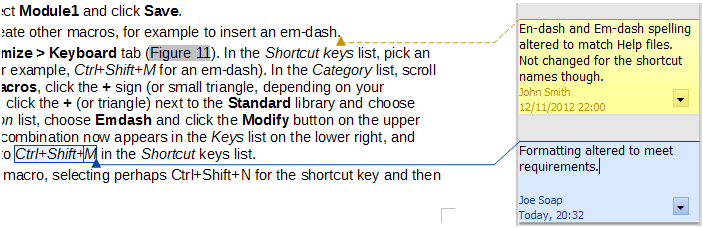 ect Module1 and click Save.
eate other macros, for example to insert an em-dash.
mize > Keyboard tab (Figure 11). In the Shortcut keys list, pick an
r example, Ctrl+Shift+M for an em-dash). In the Category list, scroll
acros, click the + sign (or small triangle, depending on your
click the + (or triangle) next to the Standard library and choose
on list, choose Emdash and click the Modify button on the upper
combination now appears in the Keys list on the lower right, and
to Ctrl+Shift+M in the Shortcut keys list.
macro, selecting perhaps Ctrl+Shift+N for the shortcut key and then
En-dash and Em-dash spelling
altered to match Help files.
Not changed for the shortcut
names though.
John Smith
12/11/2012 22:00
Formatting altered to meet
requirements.
Joe Soap
Today, 20:32